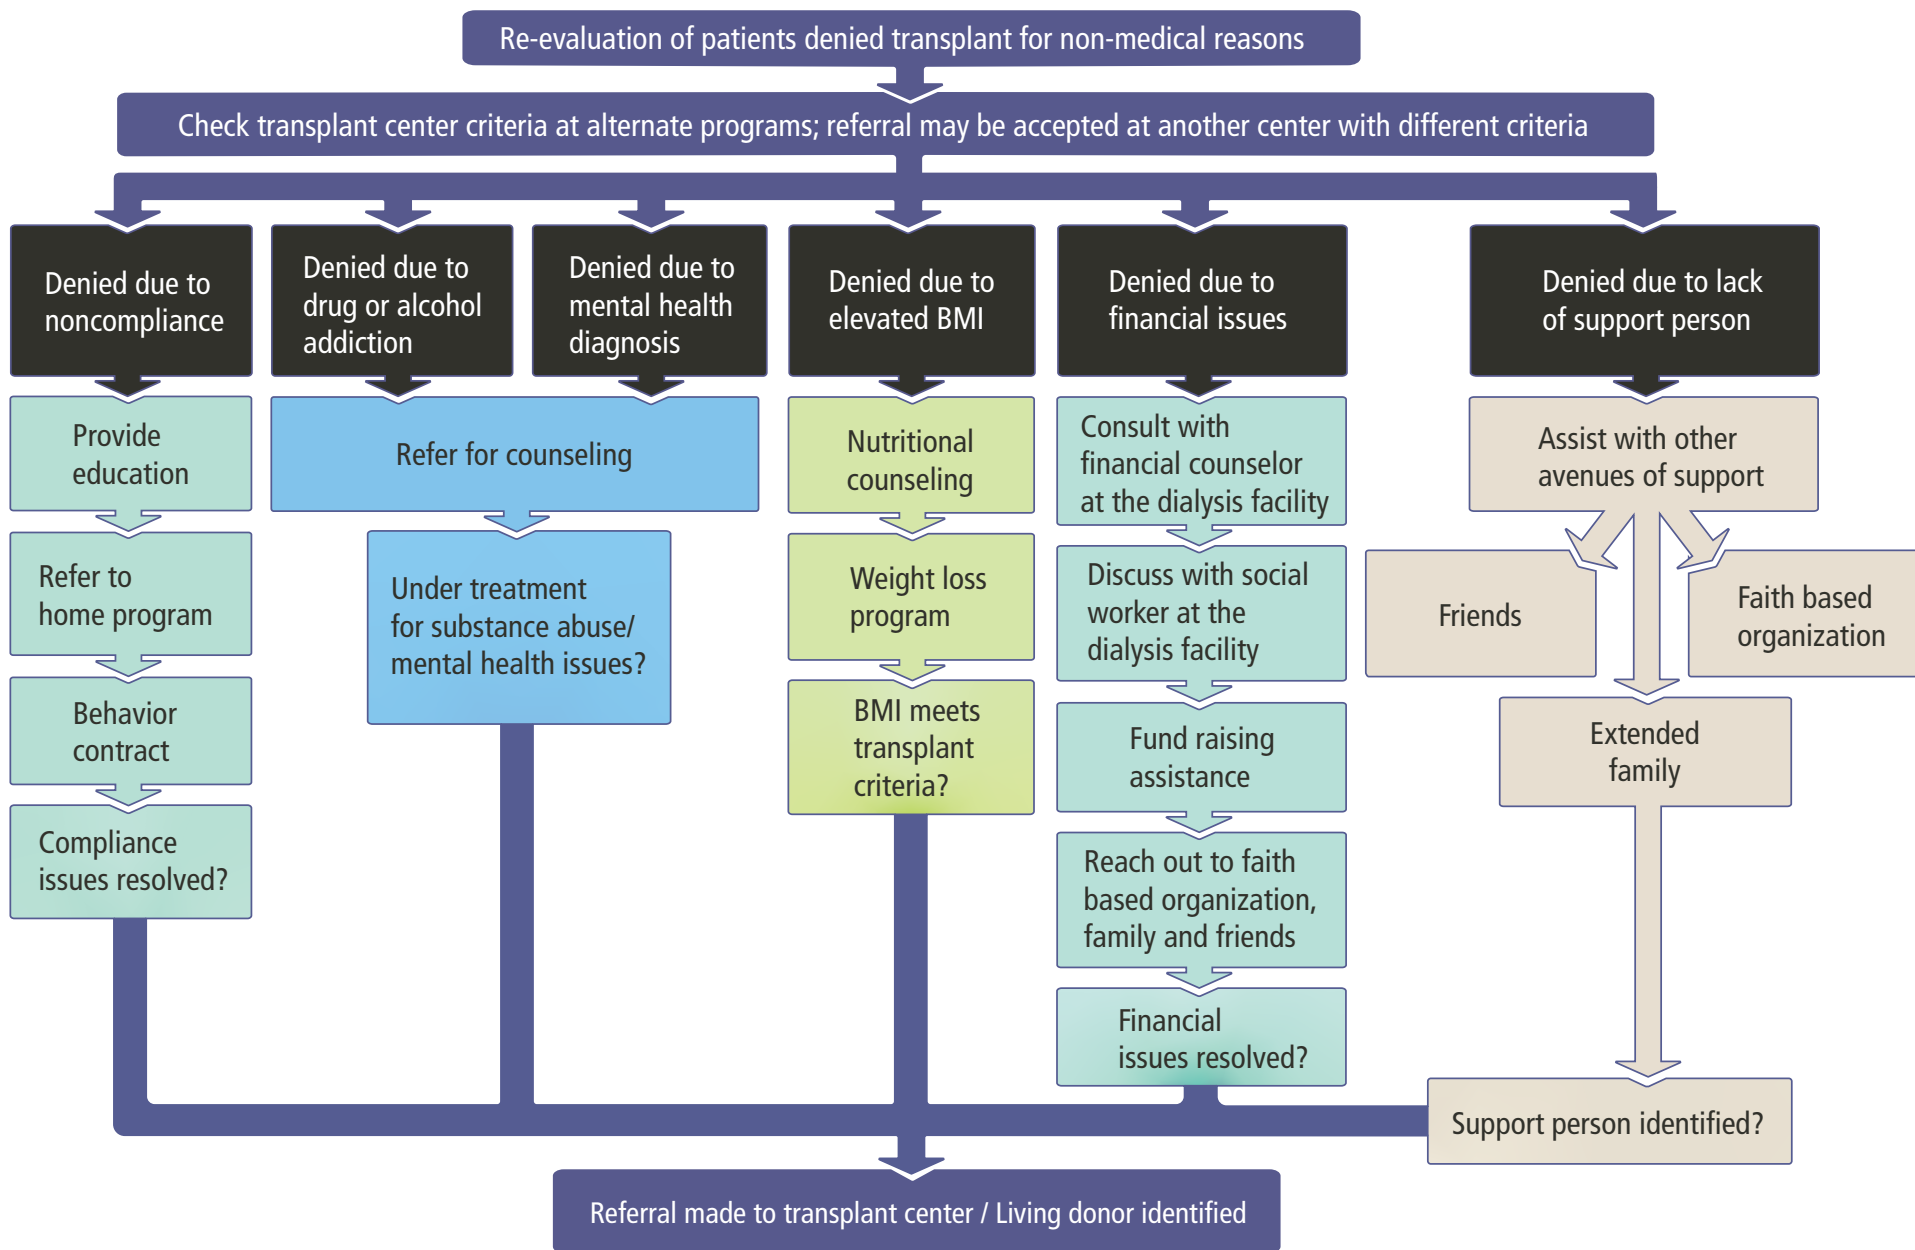 Re-evaluation of patients denied transplant for non-medical reasons
Check transplant center criteria at alternate programs; referral may be accepted at another center with different criteria
Denied due to
noncompliance
Denied due to
drug or alcohol
addiction
Denied due to
mental health
diagnosis
Denied due to
elevated BMI
Denied due to
financial issues
Denied due to lack
of support person
Provide
education
Refer to
home program
Behavior
contract
Compliance
issues resolved?
Refer for counseling
Under treatment
for substance abuse/
mental health issues?
Nutritional
counseling
Weight loss
program
BMI meets
transplant
criteria?
Consult with
financial counselor
at the dialysis facility
Discuss with social
worker at the
dialysis facility
Fund raising
assistance
Reach out to faith
based organization,
family and friends
Financial
issues resolved?
Assist with other
avenues of support
Friends
Faith based
organization
Extended
family
Support person identified?
Referral made to transplant center / Living donor identified